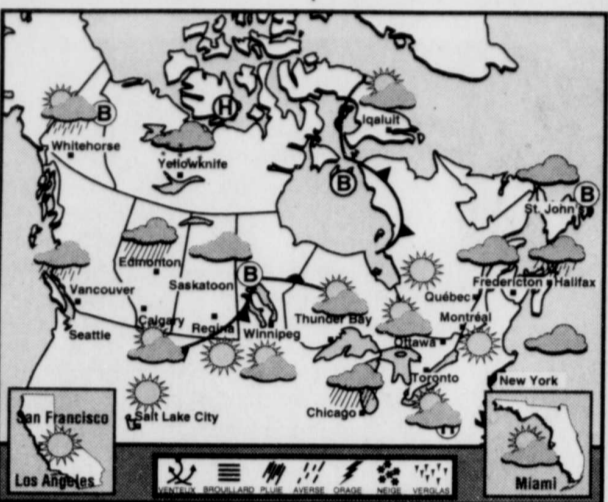 H
Iqaluit
B
Whitehorse
Yellowknife
B
B
St. John's
Edmonton
Saskatoon
B
Fredericton
Halifax
Vancouver
Québec
Calgary
Regina
Winnipeg
Thunder Bay
Montréal
Seattle
Ottawa
Toronto
New York
San Francisco
Salt Lake City
Chicago
Los Angeles
Miami
VENTEUX BROUILLARD PLUIE AVERSE ORAGE NEIGE VERGLAS